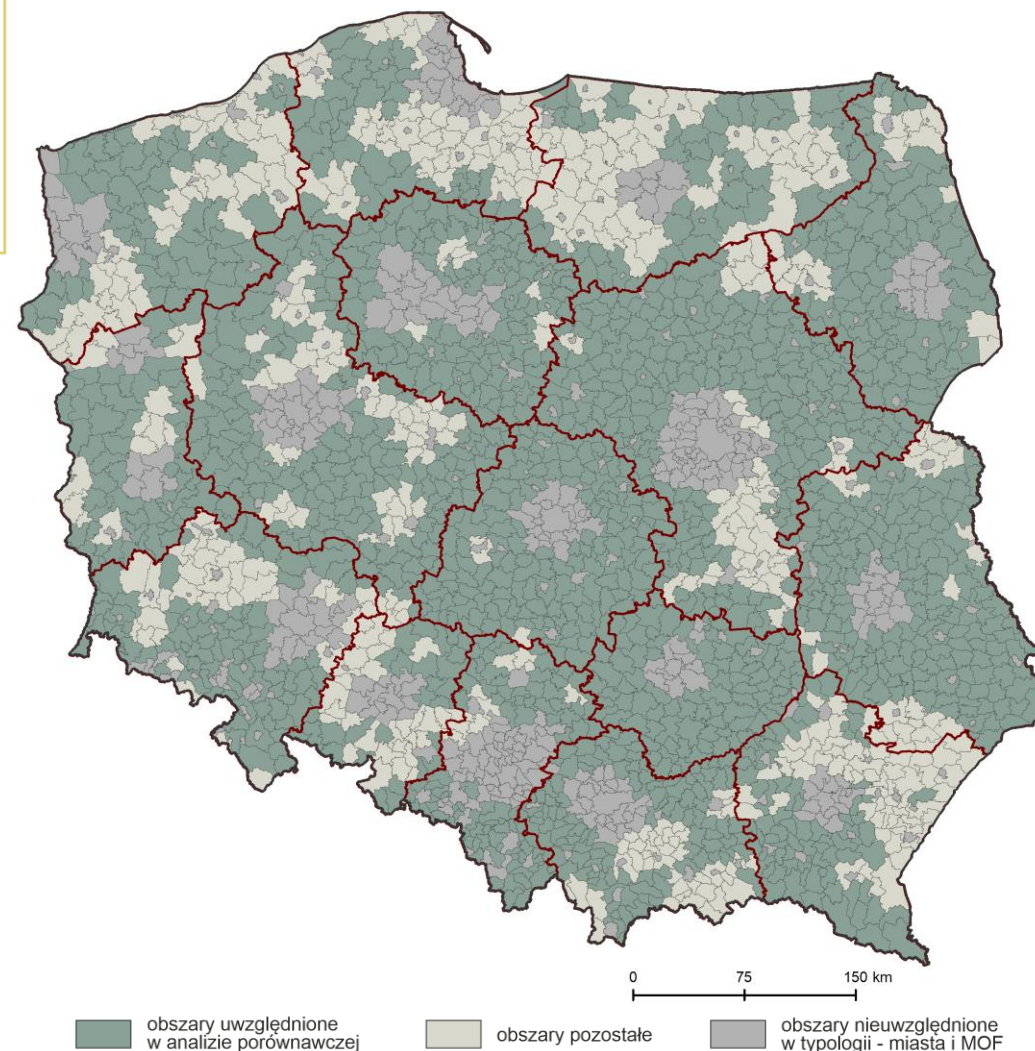 0 75 150 km
obszary uwzględnione
w analizie porównawczej
obszary pozostałe
obszary nieuwzględnione
w typologii - miasta i MOF